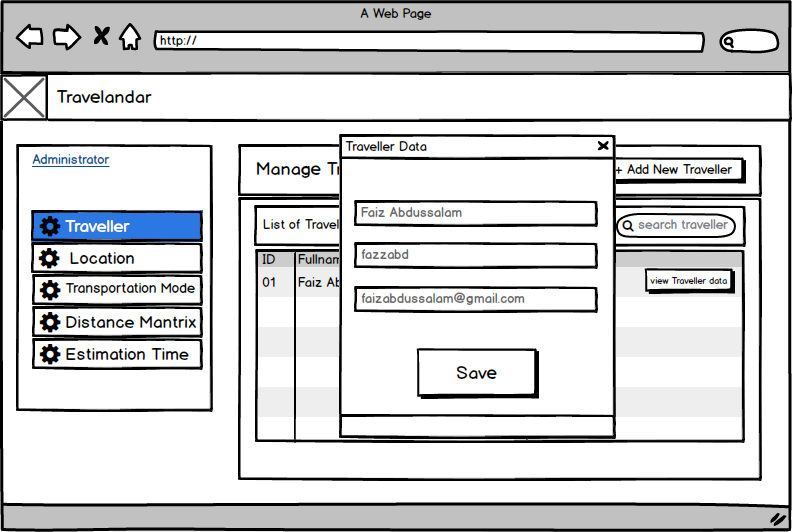 A Web Page
http://
Travelandar
Administrator
Traveller
Location
Transportation Mode
Distance Mantrix
Estimation Time
Manage Tr
+ Add New Traveller
List of Travel
search traveller
ID Fullnam
01 Faiz Ab
view Traveller data
Traveller Data
Faiz Abdussalam
fazzabd
faizabdussalam@gmail.com
Save